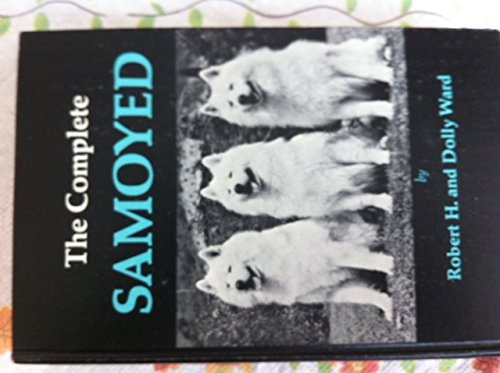 The Complete
SAMOYED
by
Robert H. and Dolly Ward